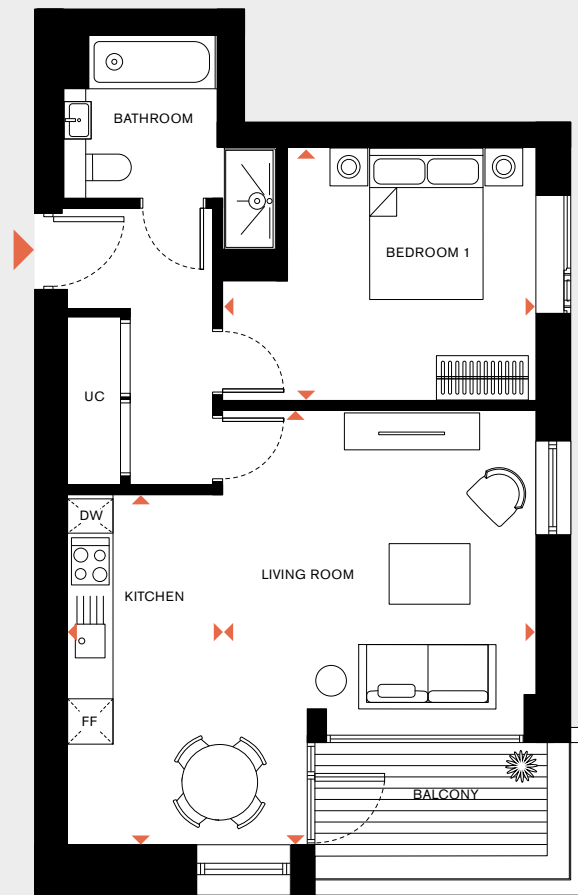 BATHROOM
BEDROOM 1
UC
DW
LIVING ROOM
KITCHEN
FF
BALCONY